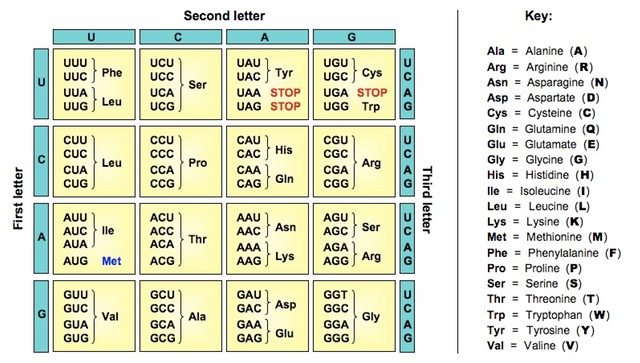 Second letter
U C A G
First letter
U
UUU
UUC
Phe
UUA
UUG
Leu
UCU
UCC
UCA
UCG
Ser
UAU
UAC
Tyr
UAA STOP
UAG STOP
UGU
UGC
Cys
UGA STOP
UGG Trp
U
C
A
G
C
CUU
CUC
CUA
CUG
Leu
CCU
CCC
CCA
CCG
Pro
CAU
CAC
His
CAA
CAG
Gln
CGU
CGC
CGA
CGG
Arg
U
C
A
G
A
AUU
AUC
AUA
Ile
AUG Met
ACU
ACC
ACA
ACG
Thr
AAU
AAC
Asn
AAA
AAG
Lys
AGU
AGC
Ser
AGA
AGG
Arg
U
C
A
G
G
GUU
GUC
GUA
GUG
Val
GCU
GCC
GCA
GCG
Ala
GAU
GAC
Asp
GAA
GAG
Glu
GGT
GGC
GGA
GGG
Gly
U
C
A
G
Third letter
Key:
Ala = Alanine (A)
Arg = Arginine (R)
Asn = Asparagine (N)
Asp = Aspartate (D)
Cys = Cysteine (C)
Gln = Glutamine (Q)
Glu = Glutamate (E)
Gly = Glycine (G)
His = Histidine (H)
Ile = Isoleucine (I)
Leu = Leucine (L)
Lys = Lysine (K)
Met = Methionine (M)
Phe = Phenylalanine (F)
Pro = Proline (P)
Ser = Serine (S)
Thr = Threonine (T)
Trp = Tryptophan (W)
Tyr = Tyrosine (Y)
Val = Valine (V)